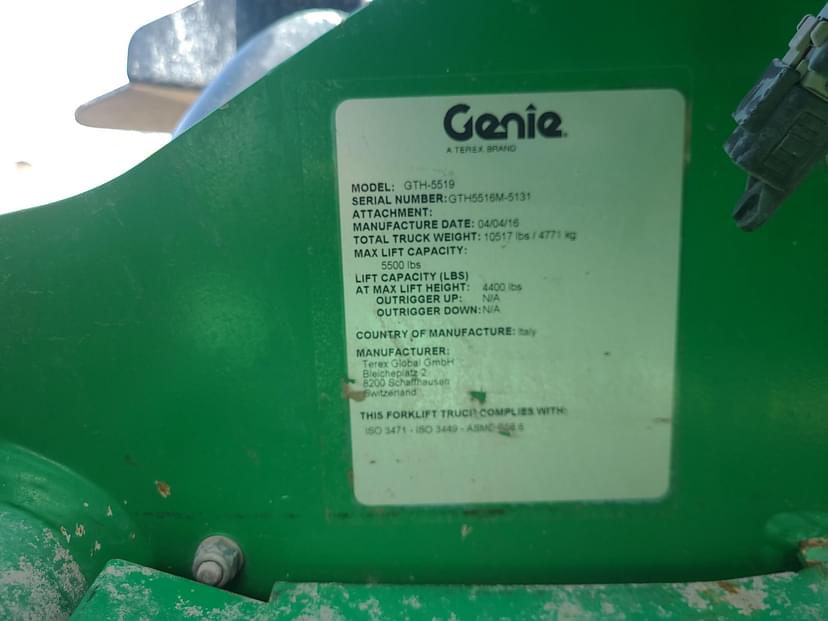 Genie.
A TEREX BRAND
MODEL: GTH-5519
SERIAL NUMBER: GTH5516M-5131
ATTACHMENT:
MANUFACTURE DATE: 04/04/16
TOTAL TRUCK WEIGHT: 10517 lbs / 4771 kg
MAX LIFT CAPACITY:
5500 lbs
LIFT CAPACITY (LBS)
AT MAX LIFT HEIGHT: 4400 lbs
OUTRIGGER UP: N/A
OUTRIGGER DOWN: N/A
COUNTRY OF MANUFACTURE: Italy
MANUFACTURER:
Terex Global GmbH
Bleicheplatz 2
8200 Schaffhausen
Switzerland
THIS FORKLIFT TRUCK COMPLIES WITH:
ISO 3471 - ISO 3449 -